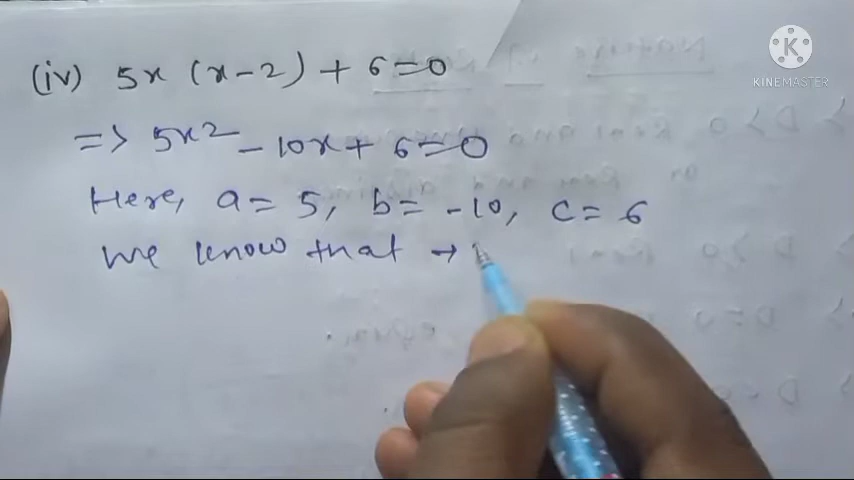 (iv) 5x (x-2) + 6=0
=> 5x² - 10x + 6=0
Here, a= 5, b= -10, c= 6
We know that →
KINEMASTER